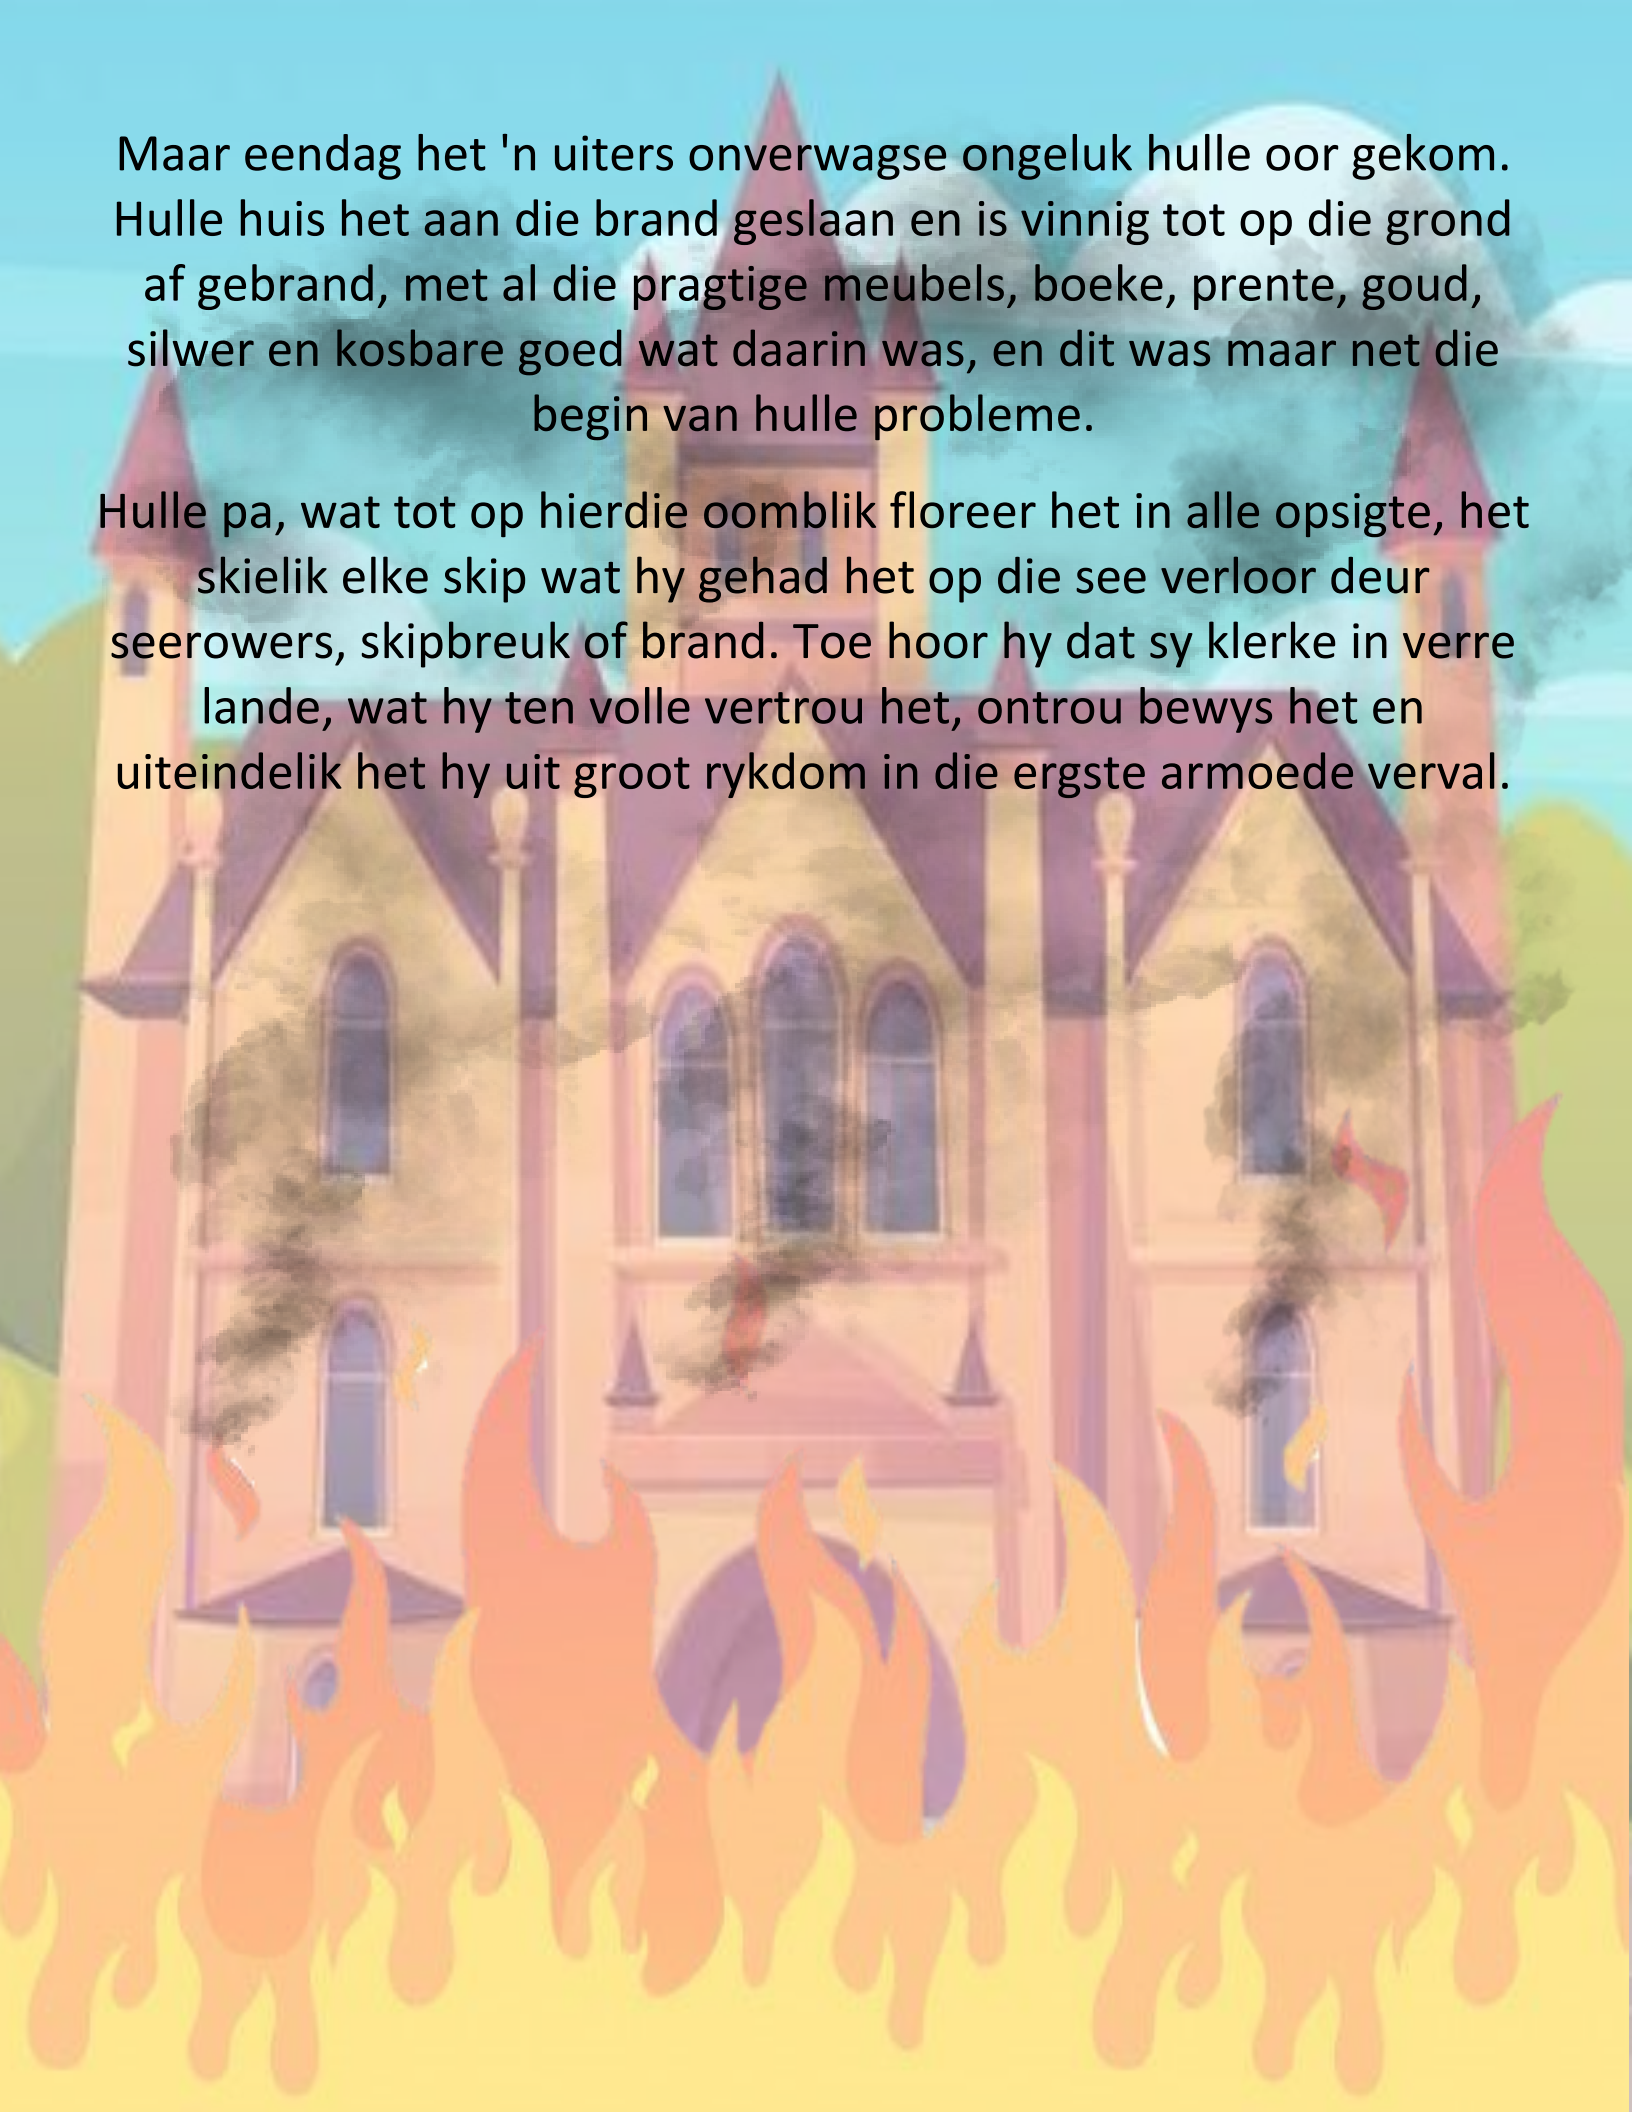 Maar eendag het 'n uiters onverwagse ongeluk hulle oor gekom.
Hulle huis het aan die brand geslaan en is vinnig tot op die grond
af gebrand, met al die pragtige meubels, boeke, prente, goud,
silwer en kosbare goed wat daarin was, en dit was maar net die
begin van hulle probleme.
Hulle pa, wat tot op hierdie oomblik floreer het in alle opsigte, het
skielik elke skip wat hy gehad het op die see verloor deur
seerowers, skipbreuk of brand. Toe hoor hy dat sy klerke in verre
lande, wat hy ten volle vertrou het, ontrou bewys het en
uiteindelik het hy uit groot rykdom in die ergste armoede verval.